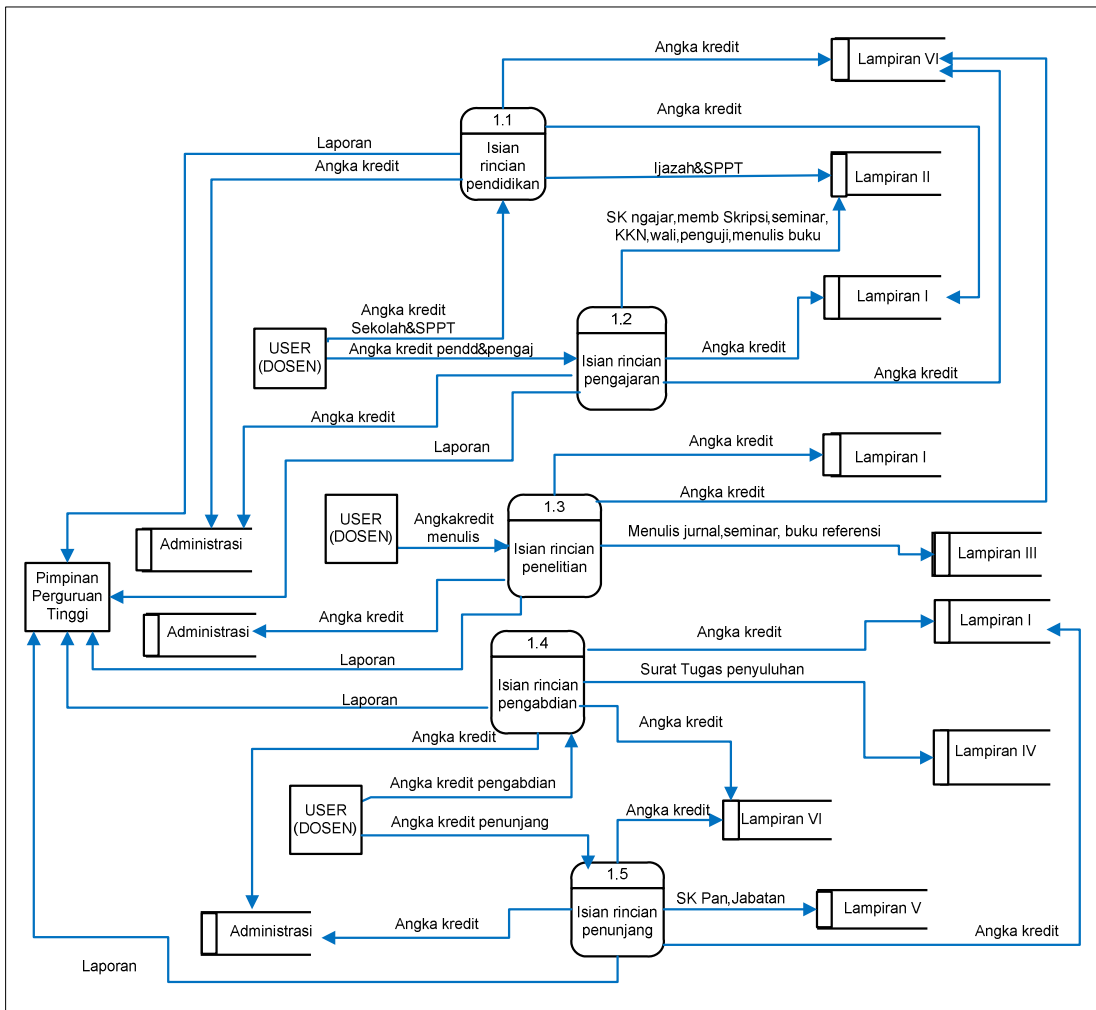 Angka kredit
Lampiran VI
1.1
Isian
rincian
pendidikan
Angka kredit
Laporan
Angka kredit
Ijazah&SPPT
Lampiran II
SK ngajar,memb Skripsi,seminar,
KKN,wali,penguji,menulis buku
Angka kredit
Sekolah&SPPT
Lampiran I
1.2
Isian rincian
pengajaran
USER
(DOSEN)
Angka kredit pendd&pengaj
Angka kredit
Angka kredit
Angka kredit
Laporan
Angka kredit
Lampiran I
Angka kredit
1.3
Isian rincian
penelitian
USER
(DOSEN)
Angkakredit
menulis
Menulis jurnal,seminar, buku referensi
Lampiran III
Administrasi
Pimpinan
Perguruan
Tinggi
Angka kredit
Administrasi
Laporan
Lampiran I
Angka kredit
1.4
Isian rincian
pengabdian
Surat Tugas penyuluhan
Laporan
Angka kredit
Angka kredit
Lampiran IV
Angka kredit pengabdian
USER
(DOSEN)
Angka kredit penunjang
Angka kredit
Lampiran VI
1.5
Isian rincian
penunjang
SK Pan,Jabatan
Lampiran V
Administrasi
Angka kredit
Angka kredit
Laporan